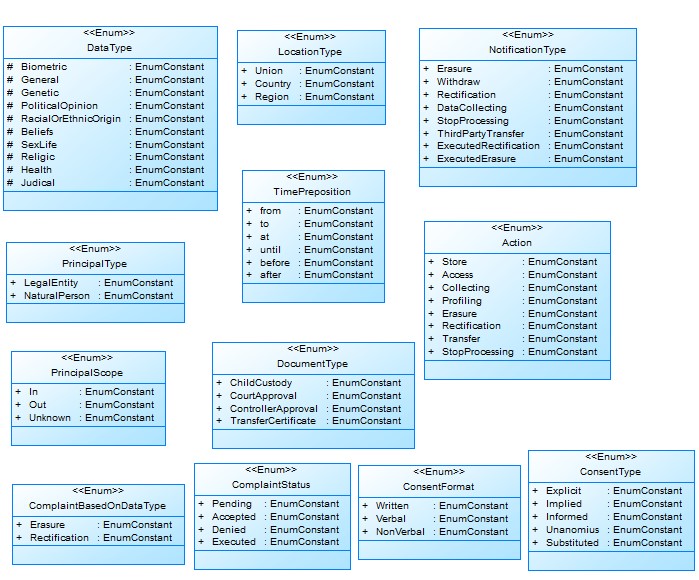 <<Enum>>
DataType
# Biometric : EnumConstant
# General : EnumConstant
# Genetic : EnumConstant
# PoliticalOpinion : EnumConstant
# RacialOrEthnicOrigin : EnumConstant
# Beliefs : EnumConstant
# SexLife : EnumConstant
# Religic : EnumConstant
# Health : EnumConstant
# Judical : EnumConstant
<<Enum>>
LocationType
+ Union : EnumConstant
+ Country : EnumConstant
+ Region : EnumConstant
<<Enum>>
NotificationType
+ Erasure : EnumConstant
+ Withdraw : EnumConstant
+ Rectification : EnumConstant
+ DataCollecting : EnumConstant
+ StopProcessing : EnumConstant
+ ThirdPartyTransfer : EnumConstant
+ ExecutedRectification : EnumConstant
+ ExecutedErasure : EnumConstant
<<Enum>>
TimePreposition
+ from : EnumConstant
+ to : EnumConstant
+ at : EnumConstant
+ until : EnumConstant
+ before : EnumConstant
+ after : EnumConstant
<<Enum>>
Action
+ Store : EnumConstant
+ Access : EnumConstant
+ Collecting : EnumConstant
+ Profiling : EnumConstant
+ Erasure : EnumConstant
+ Rectification : EnumConstant
+ Transfer : EnumConstant
+ StopProcessing : EnumConstant
<<Enum>>
PrincipalType
+ LegalEntity : EnumConstant
+ NaturalPerson : EnumConstant
<<Enum>>
PrincipalScope
+ In : EnumConstant
+ Out : EnumConstant
+ Unknown : EnumConstant
<<Enum>>
DocumentType
+ ChildCustody : EnumConstant
+ CourtApproval : EnumConstant
+ ControllerApproval : EnumConstant
+ TransferCertificate : EnumConstant
<<Enum>>
ComplaintBasedOnDataType
+ Erasure : EnumConstant
+ Rectification : EnumConstant
<<Enum>>
ComplaintStatus
+ Pending : EnumConstant
+ Accepted : EnumConstant
+ Denied : EnumConstant
+ Executed : EnumConstant
<<Enum>>
ConsentFormat
+ Written : EnumConstant
+ Verbal : EnumConstant
+ NonVerbal : EnumConstant
<<Enum>>
ConsentType
+ Explicit : EnumConstant
+ Implied : EnumConstant
+ Informed : EnumConstant
+ Unanomius : EnumConstant
+ Substituted : EnumConstant